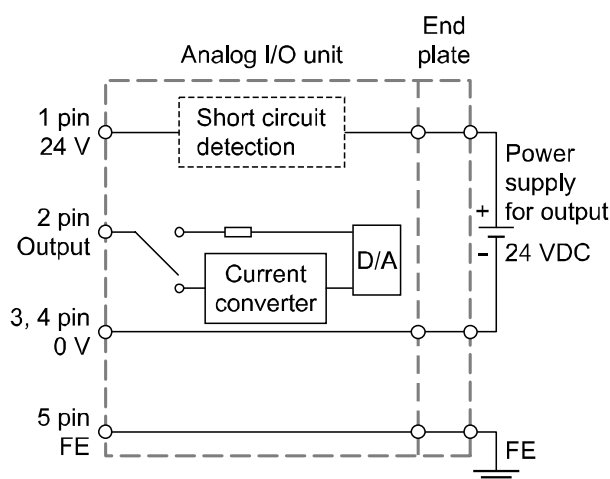 Analog I/O unit
End
plate
1 pin
24 V
Short circuit
detection
Power
supply
for output
+
-
24 VDC
2 pin
Output
D/A
Current
converter
3, 4 pin
0 V
5 pin
FE
FE